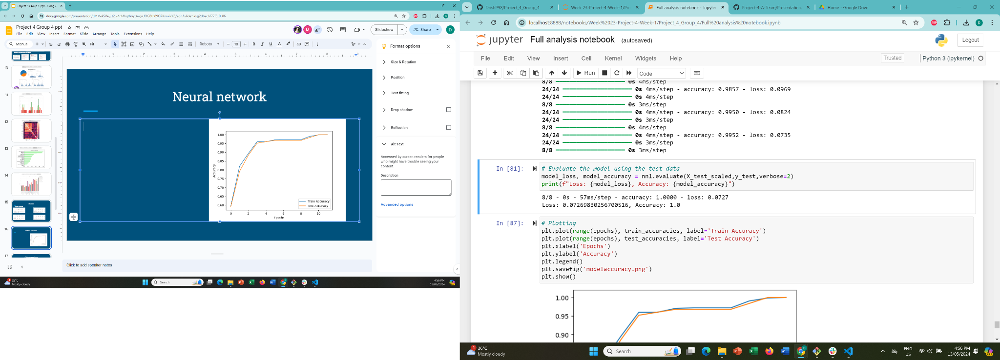 Project 4 Group 4 ppt - Google
docs.google.com/presentation/d/
Project 4 Group 4 ppt
File Edit View Insert Format Slide Arrange Tools Extensions Help
M
Slideshow
Share
D
Menus
Fit
Roboto
18
B I U A
Format options
Size & Rotation
Position
Text fitting
Drop shadow
Reflection
Alt Text
Accessed by screen readers for people
who might have trouble seeing your
content.
Description
Advanced options
10
11
12
13
14
15
16
17
Neural network
1.00
0.95
0.90
0.85
0.80
0.75
0.70
0.65
0.60
Accuracy
Train Accuracy
Test Accuracy
0 2 4 6 8 10
Epochs
Click to add speaker notes
26°C
Mostly cloudy
Search
4:56 PM
13/05/2024
DrishP98/Project_4_Group_4
Week 23-Project-4-Week-1/Pro
Full analysis notebook - Jupyter
Project-4-A-Team/Presentation
Home - Google Drive
localhost:8888/notebooks/Week%2023-Project-4-Week-1/Project_4_Group_4/Full%20analysis%20notebook.ipynb
ABP
D
jupyter Full analysis notebook (autosaved)
Logout
File Edit View Insert Cell Kernel Widgets Help
Trusted
Python 3 (ipykernel)
Run
Code
8/8 0s 4ms/step
24/24 0s 4ms/step - accuracy: 0.9857 - loss: 0.0969
24/24 0s 4ms/step
8/8 0s 3ms/step
24/24 0s 4ms/step - accuracy: 0.9950 - loss: 0.0824
24/24 0s 3ms/step
8/8 0s 4ms/step
24/24 0s 4ms/step - accuracy: 0.9952 - loss: 0.0735
24/24 0s 3ms/step
8/8 0s 3ms/step
In [81]: # Evaluate the model using the test data
model_loss, model_accuracy = nn1.evaluate(X_test_scaled,y_test,verbose=2)
print(f"Loss: {model_loss}, Accuracy: {model_accuracy}")
8/8 - 0s - 57ms/step - accuracy: 1.0000 - loss: 0.0727
Loss: 0.07269830256700516, Accuracy: 1.0
In [87]: # Plotting
plt.plot(range(epochs), train_accuracies, label='Train Accuracy')
plt.plot(range(epochs), test_accuracies, label='Test Accuracy')
plt.xlabel('Epochs')
plt.ylabel('Accuracy')
plt.legend()
plt.savefig('modelaccuracy.png')
plt.show()
1.00
0.95
0.90
1
26°C
Mostly cloudy
Search
ENG
US
4:56 PM
13/05/2024